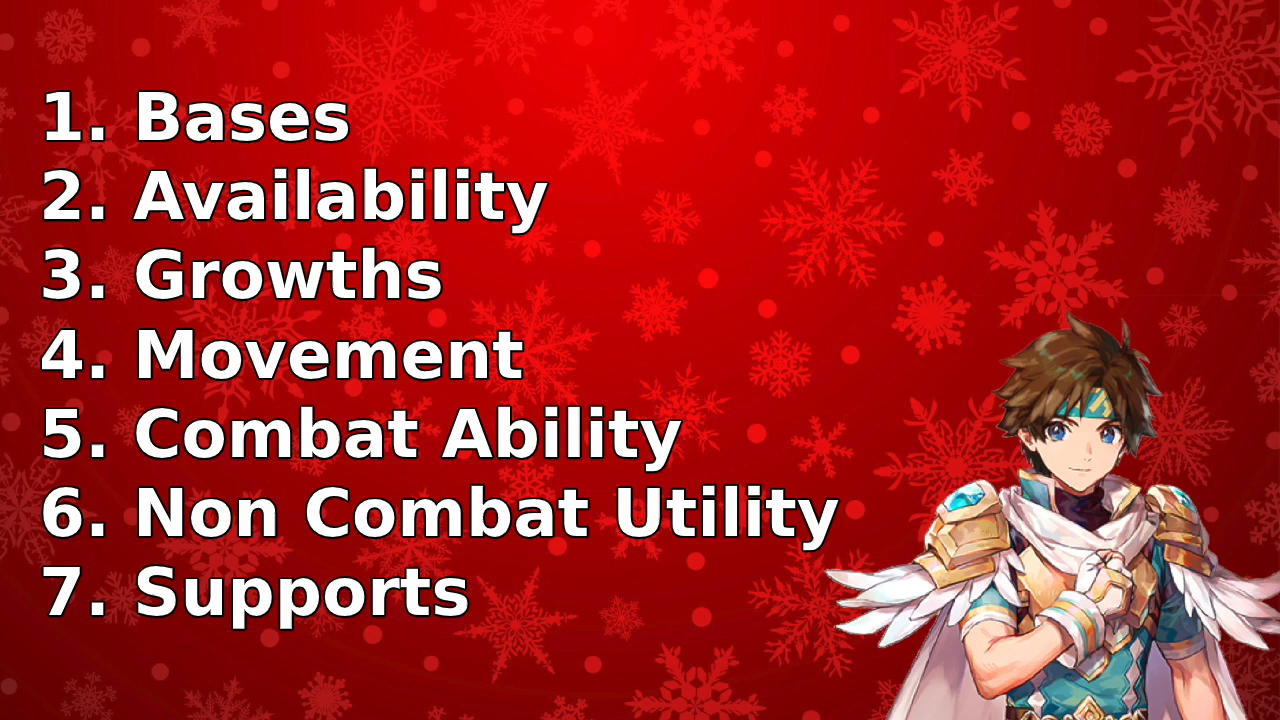 1. Bases
2. Availability
3. Growths
4. Movement
5. Combat Ability
6. Non Combat Utility
7. Supports